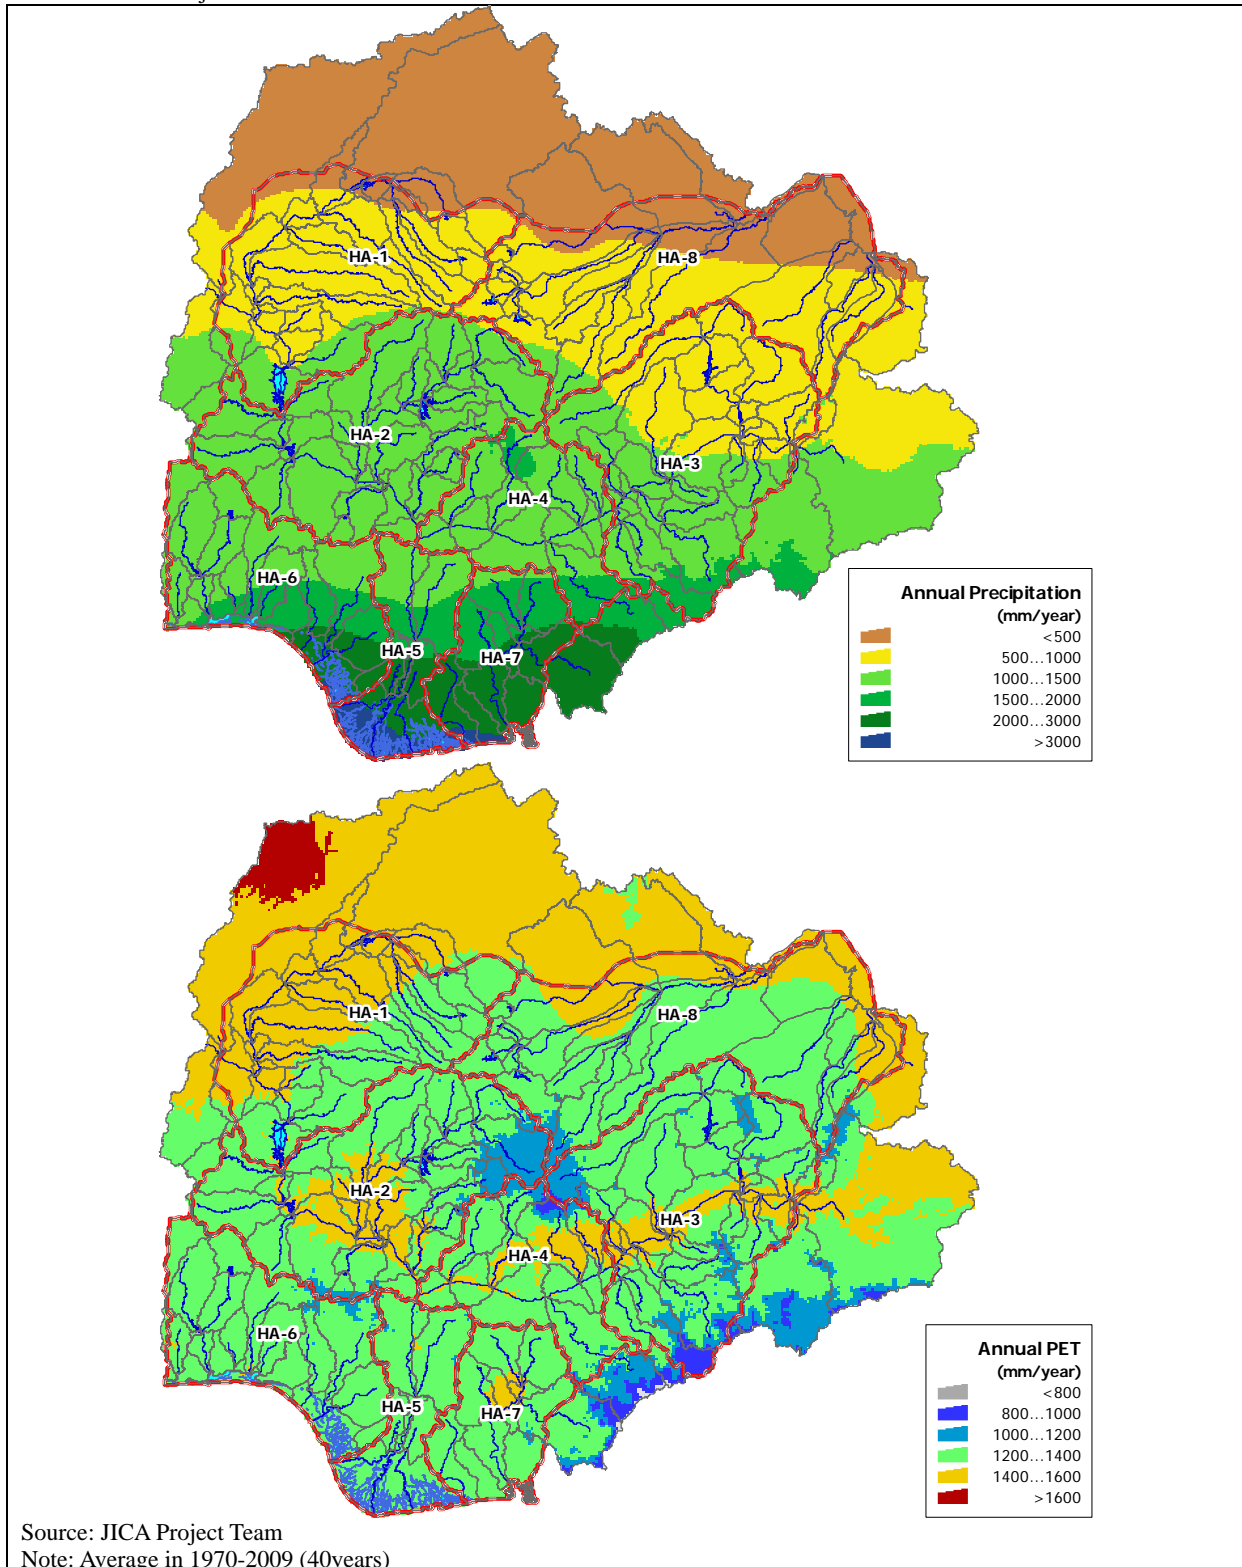 HA-1
HA-8
HA-2
HA-3
HA-4
HA-6
HA-5
HA-7
Annual Precipitation
(mm/year)
<500
500...1000
1000...1500
1500...2000
2000...3000
>3000
HA-1
HA-8
HA-2
HA-3
HA-4
HA-6
HA-5
HA-7
Annual PET
(mm/year)
<800
800...1000
1000...1200
1200...1400
1400...1600
>1600
Source: JICA Project Team
Note: Average in 1970-2009 (40years)